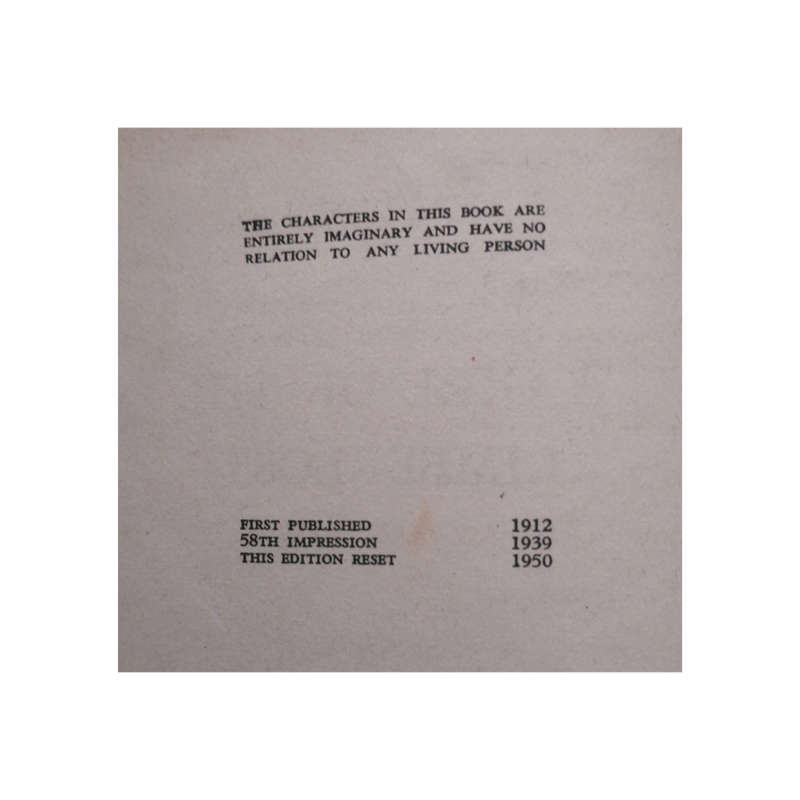 THE CHARACTERS IN THIS BOOK ARE
ENTIRELY IMAGINARY AND HAVE NO
RELATION TO ANY LIVING PERSON
FIRST PUBLISHED 1912
58TH IMPRESSION 1939
THIS EDITION RESET 1950